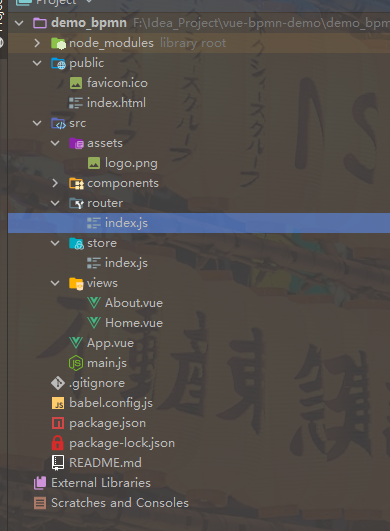 Project
demo_bpmn F:\Idea_Project\vue-bpmn-demo\demo_bpm
node_modules library root
public
favicon.ico
index.html
src
assets
logo.png
components
router
index.js
store
index.js
views
About.vue
Home.vue
App.vue
main.js
.gitignore
babel.config.js
package.json
package-lock.json
README.md
External Libraries
Scratches and Consoles